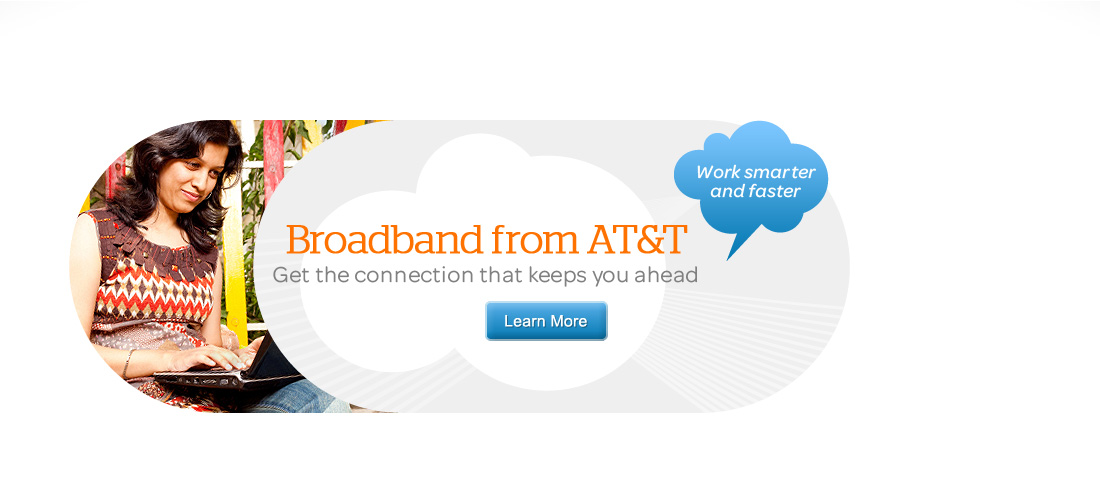 Work smarter
and faster
Broadband from AT&T
Get the connection that keeps you ahead
Learn More